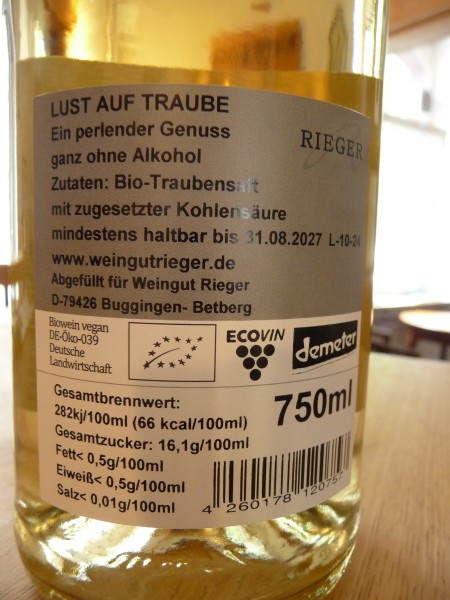 LUST AUF TRAUBE
Ein perlender Genuss
ganz ohne Alkohol
RIEGER
Zutaten: Bio-Traubensaft
mit zugesetzter Kohlensäure
mindestens haltbar bis 31.08.2027 L-10-24
www.weingutrieger.de
Abgefüllt für Weingut Rieger
D-79426 Buggingen- Betberg
Biowein vegan
DE-Öko-039
Deutsche
Landwirtschaft
ECOVIN
demeter
Gesamtbrennwert:
282kj/100ml (66 kcal/100ml)
Gesamtzucker: 16,1g/100ml
Fett< 0,5g/100ml
Eiweiß< 0,5g/100ml
Salz< 0,01g/100ml
750ml
4 260178 12075